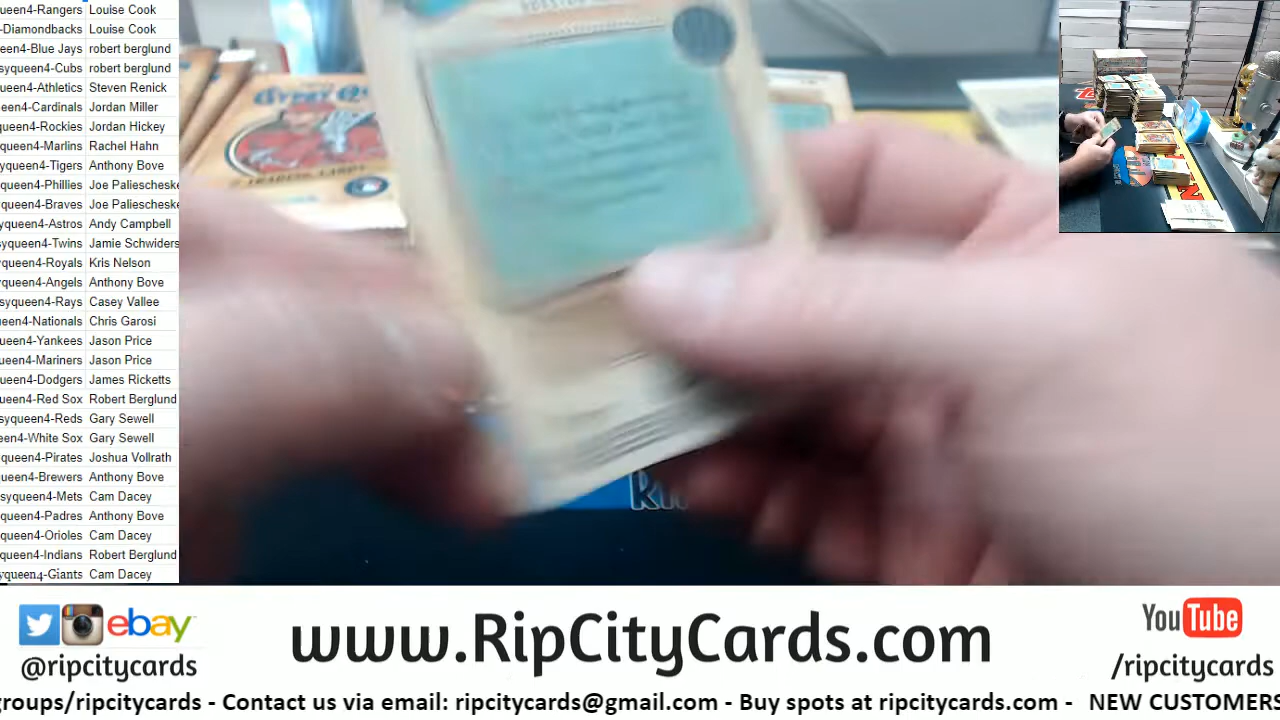 ueen4-Rangers Louise Cook
-Diamondbacks Louise Cook
een4-Blue Jays robert berglund
syqueen4-Cubs robert berglund
queen4-Athletics Steven Renick
een4-Cardinals Jordan Miller
ueen4-Rockies Jordan Hickey
queen4-Marlins Rachel Hahn
yqueen4-Tigers Anthony Bove
queen4-Phillies Joe Paliescheske
queen4-Braves Joe Paliescheske
yqueen4-Astros Andy Campbell
syqueen4-Twins Jamie Schwiders
yqueen4-Royals Kris Nelson
queen4-Angels Anthony Bove
syqueen4-Rays Casey Vallee
ueen4-Nationals Chris Garosi
ueen4-Yankees Jason Price
ueen4-Mariners Jason Price
ueen4-Dodgers James Ricketts
queen4-Red Sox Robert Berglund
syqueen4-Reds Gary Sewell
een4-White Sox Gary Sewell
queen4-Pirates Joshua Vollrath
ueen4-Brewers Anthony Bove
syqueen4-Mets Cam Dacey
queen4-Padres Anthony Bove
queen4-Orioles Cam Dacey
queen4-Indians Robert Berglund
yqueen4-Giants Cam Dacey
ebay
@ripcitycards
www.RipCityCards.com
YouTube
/ripcitycards
groups/ripcitycards - Contact us via email: ripcitycards@gmail.com - Buy spots at ripcitycards.com - NEW CUSTOMERS